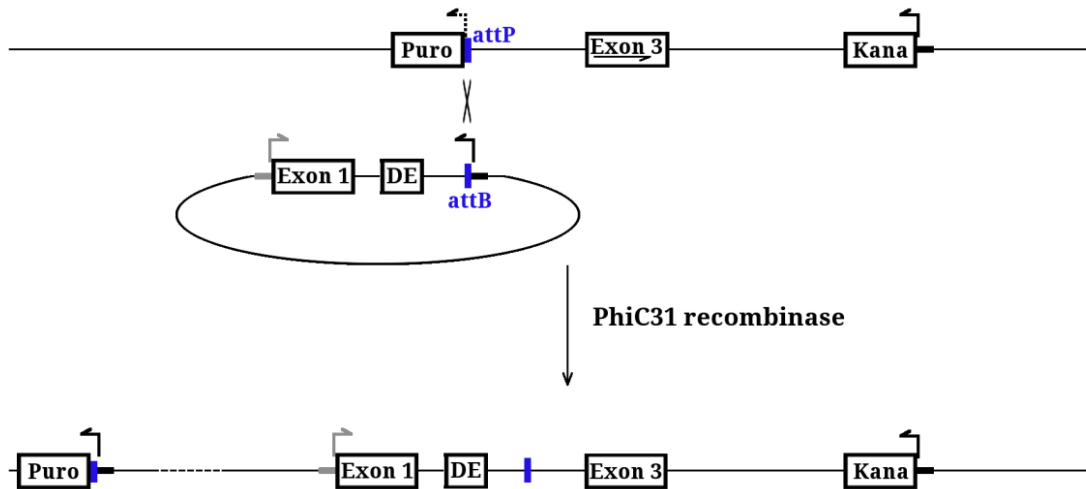 attP
Puro
Exon 3
Kana
Exon 1
DE
attB
PhiC31 recombinase
Puro
Exon 1
DE
Exon 3
Kana